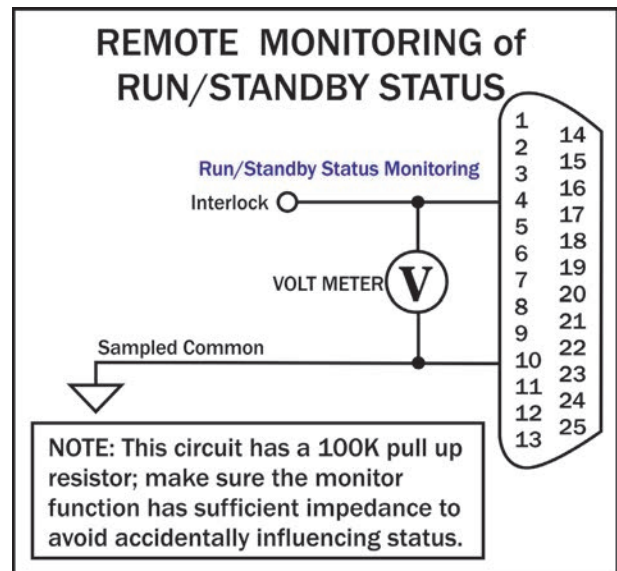 REMOTE MONITORING of
RUN/STANDBY STATUS
Run/Standby Status Monitoring
Interlock
VOLT METER
V
Sampled Common
1
2
3
4
5
6
7
8
9
10
11
12
13
14
15
16
17
18
19
20
21
22
23
24
25
NOTE: This circuit has a 100K pull up
resistor; make sure the monitor
function has sufficient impedance to
avoid accidentally influencing status.